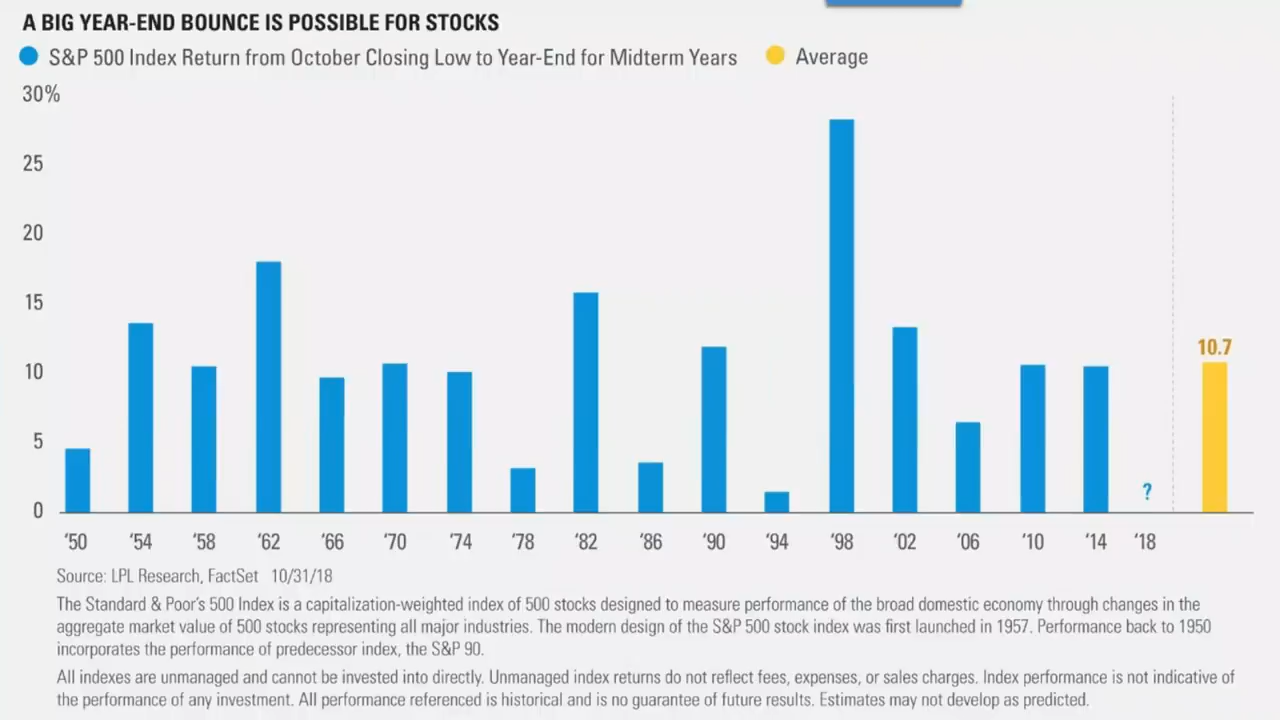 A BIG YEAR-END BOUNCE IS POSSIBLE FOR STOCKS
S&P 500 Index Return from October Closing Low to Year-End for Midterm Years Average
30%
25
20
15
10
5
0
10.7
?
'50 '54 '58 '62 '66 '70 '74 '78 '82 '86 '90 '94 '98 '02 '06 '10 '14 '18
Source: LPL Research, FactSet 10/31/18
The Standard & Poor's 500 Index is a capitalization-weighted index of 500 stocks designed to measure performance of the broad domestic economy through changes in the
aggregate market value of 500 stocks representing all major industries. The modern design of the S&P 500 stock index was first launched in 1957. Performance back to 1950
incorporates the performance of predecessor index, the S&P 90.
All indexes are unmanaged and cannot be invested into directly. Unmanaged index returns do not reflect fees, expenses, or sales charges. Index performance is not indicative of
the performance of any investment. All performance referenced is historical and is no guarantee of future results. Estimates may not develop as predicted.